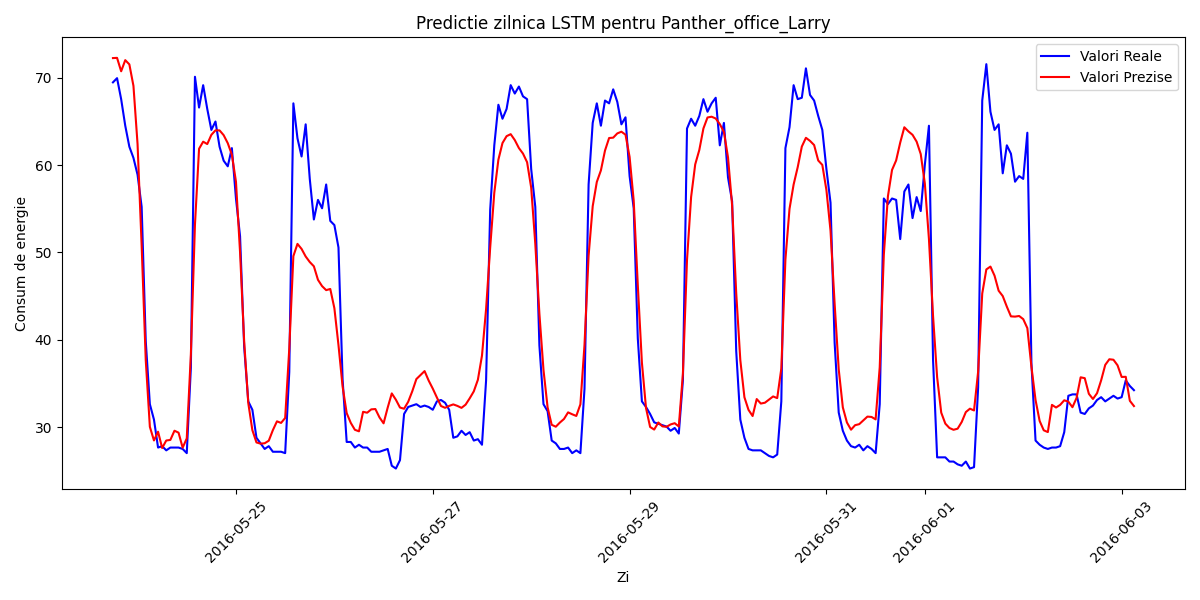 Predictie zilnica LSTM pentru Panther_office_Larry
Valori Reale
Valori Prezise
Consum de energie
70
60
50
40
30
2016-05-25
2016-05-27
2016-05-29
2016-05-31
2016-06-01
2016-06-03
Zi